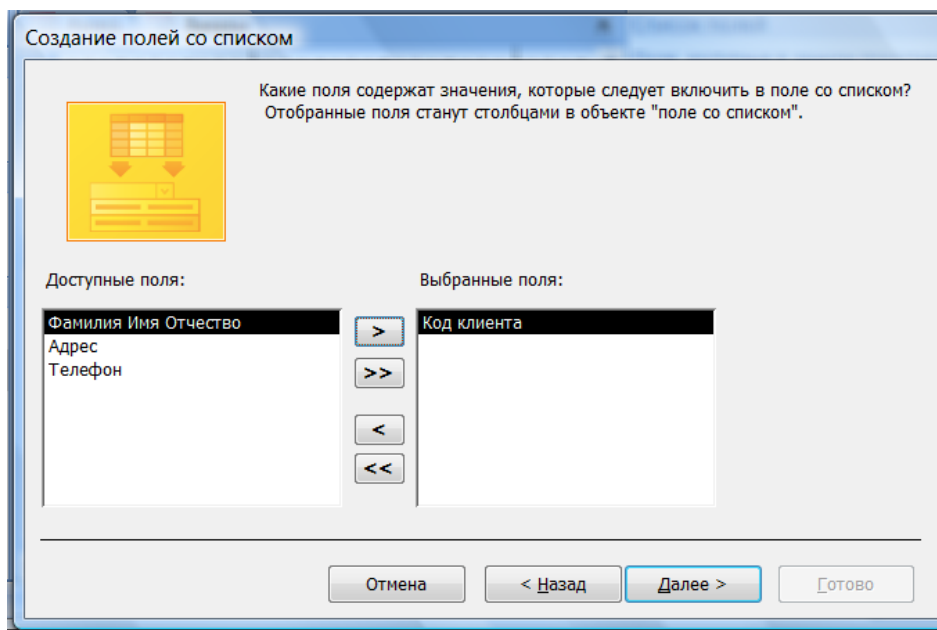 Создание полей со списком
Какие поля содержат значения, которые следует включить в поле со списком?
Отобранные поля станут столбцами в объекте "поле со списком".
Доступные поля:
Выбранные поля:
Фамилия Имя Отчество
Адрес
Телефон
>
>>
<
<<
Код клиента
Отмена
< Назад
Далее >
Готово